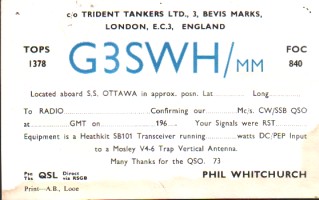 c/o TRIDENT TANKERS LTD., 3, BEVIS MARKS,
LONDON, E.C.3, ENGLAND
TOPS
1378
G3SWH/MM
FOC
840
Located aboard S.S. OTTAWA in approx. posn. Lat............ Long............
To RADIO..............................Confirming our............Mc/s. CW/SSB QSO
at............GMT on ....................196...... Your Signals were RST............
Equipment is a Heathkit SB101 Transceiver running............watts DC/PEP Input
to a Mosley V4-6 Trap Vertical Antenna.
Many Thanks for the QSO. 73
Pse QSL Direct
Tnx via RSGB
PHIL WHITCHURCH
Print—A.B., Looe